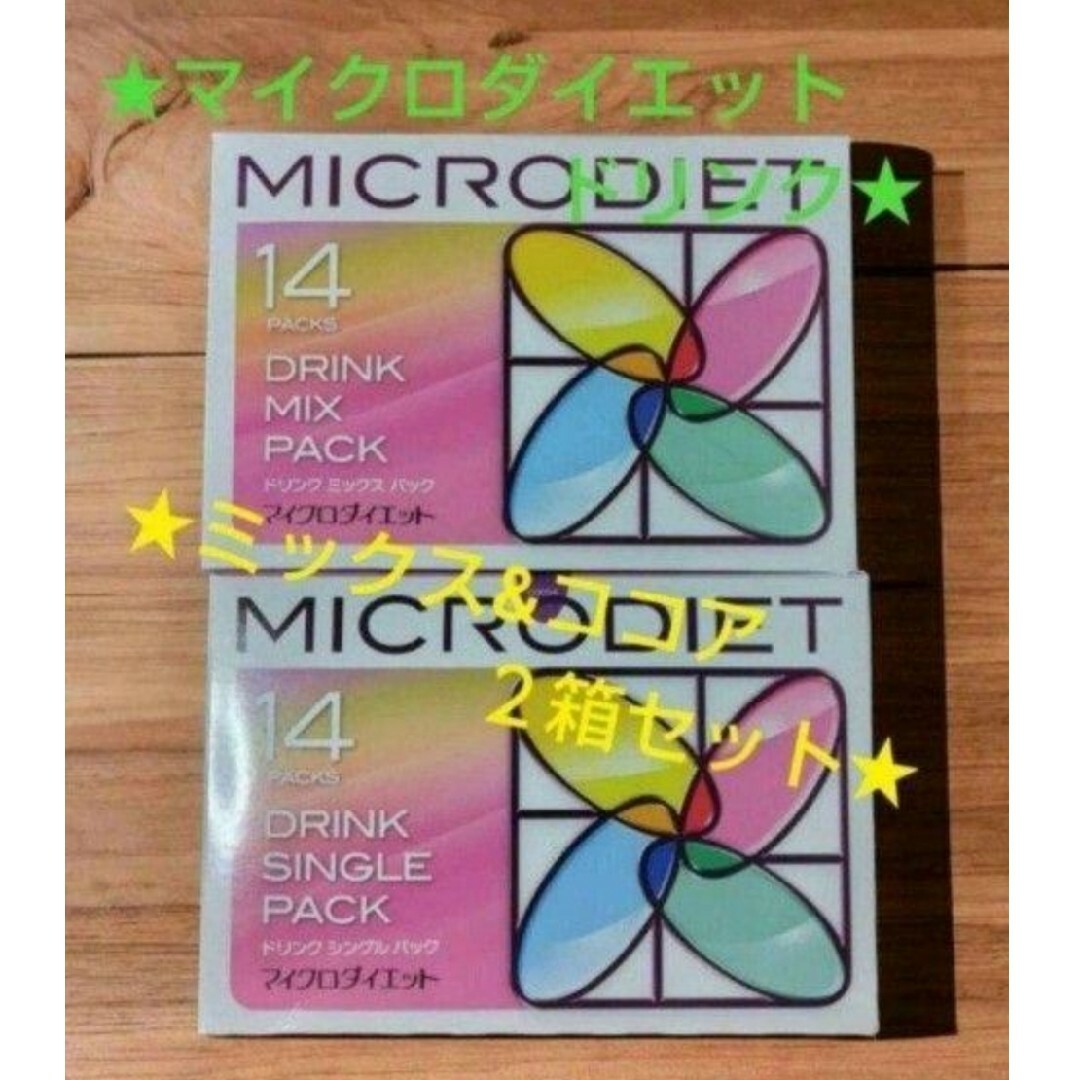 ★マイクロダイエット
ドリンク★
MICRODIET
14
PACKS
DRINK
MIX
PACK
ドリンク ミックス パック
マイクロダイエット
★ミックス&ココア
2箱セット★
MICRODIET
14
PACKS
DRINK
SINGLE
PACK
ドリンク シングル パック
マイクロダイエット